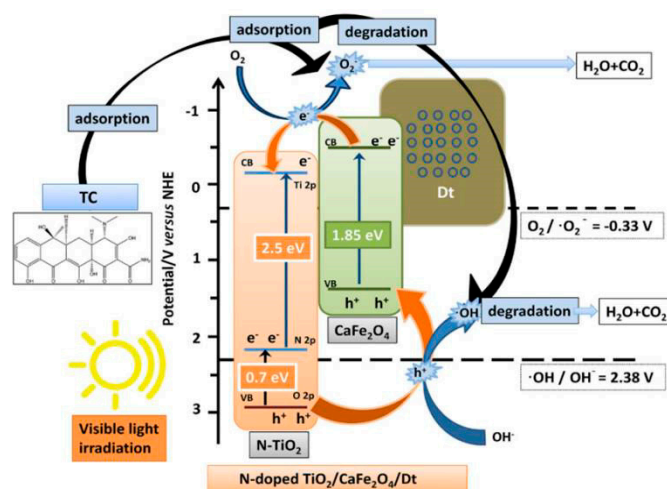 adsorption
degradation
O2
O2
H2O+CO2
adsorption
-1
e-
CB
e- e-
Dt
TC
CB
e-
Ti 2p
0
Potential/V versus NHE
2.5 eV
1.85 eV
O2 / ·O2- = -0.33 V
1
VB
h+ h+
·OH
degradation
H2O+CO2
CaFe2O4
2
e- e-
N 2p
0.7 eV
h+
·OH / OH- = 2.38 V
3
VB
O 2p
h+ h+
OH-
N-TiO2
Visible light
irradiation
N-doped TiO2/CaFe2O4/Dt